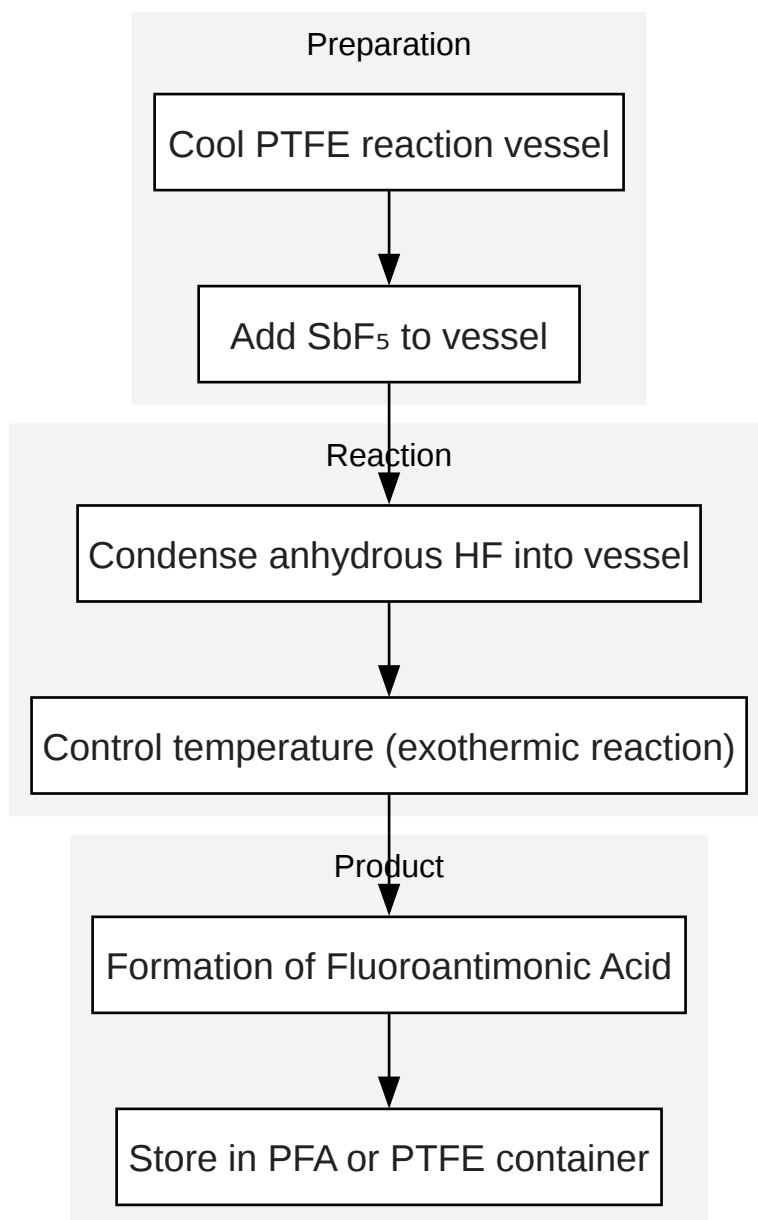 Preparation
Cool PTFE reaction vessel
Add SbF₅ to vessel
Reaction
Condense anhydrous HF into vessel
Control temperature (exothermic reaction)
Product
Formation of Fluoroantimonic Acid
Store in PFA or PTFE container